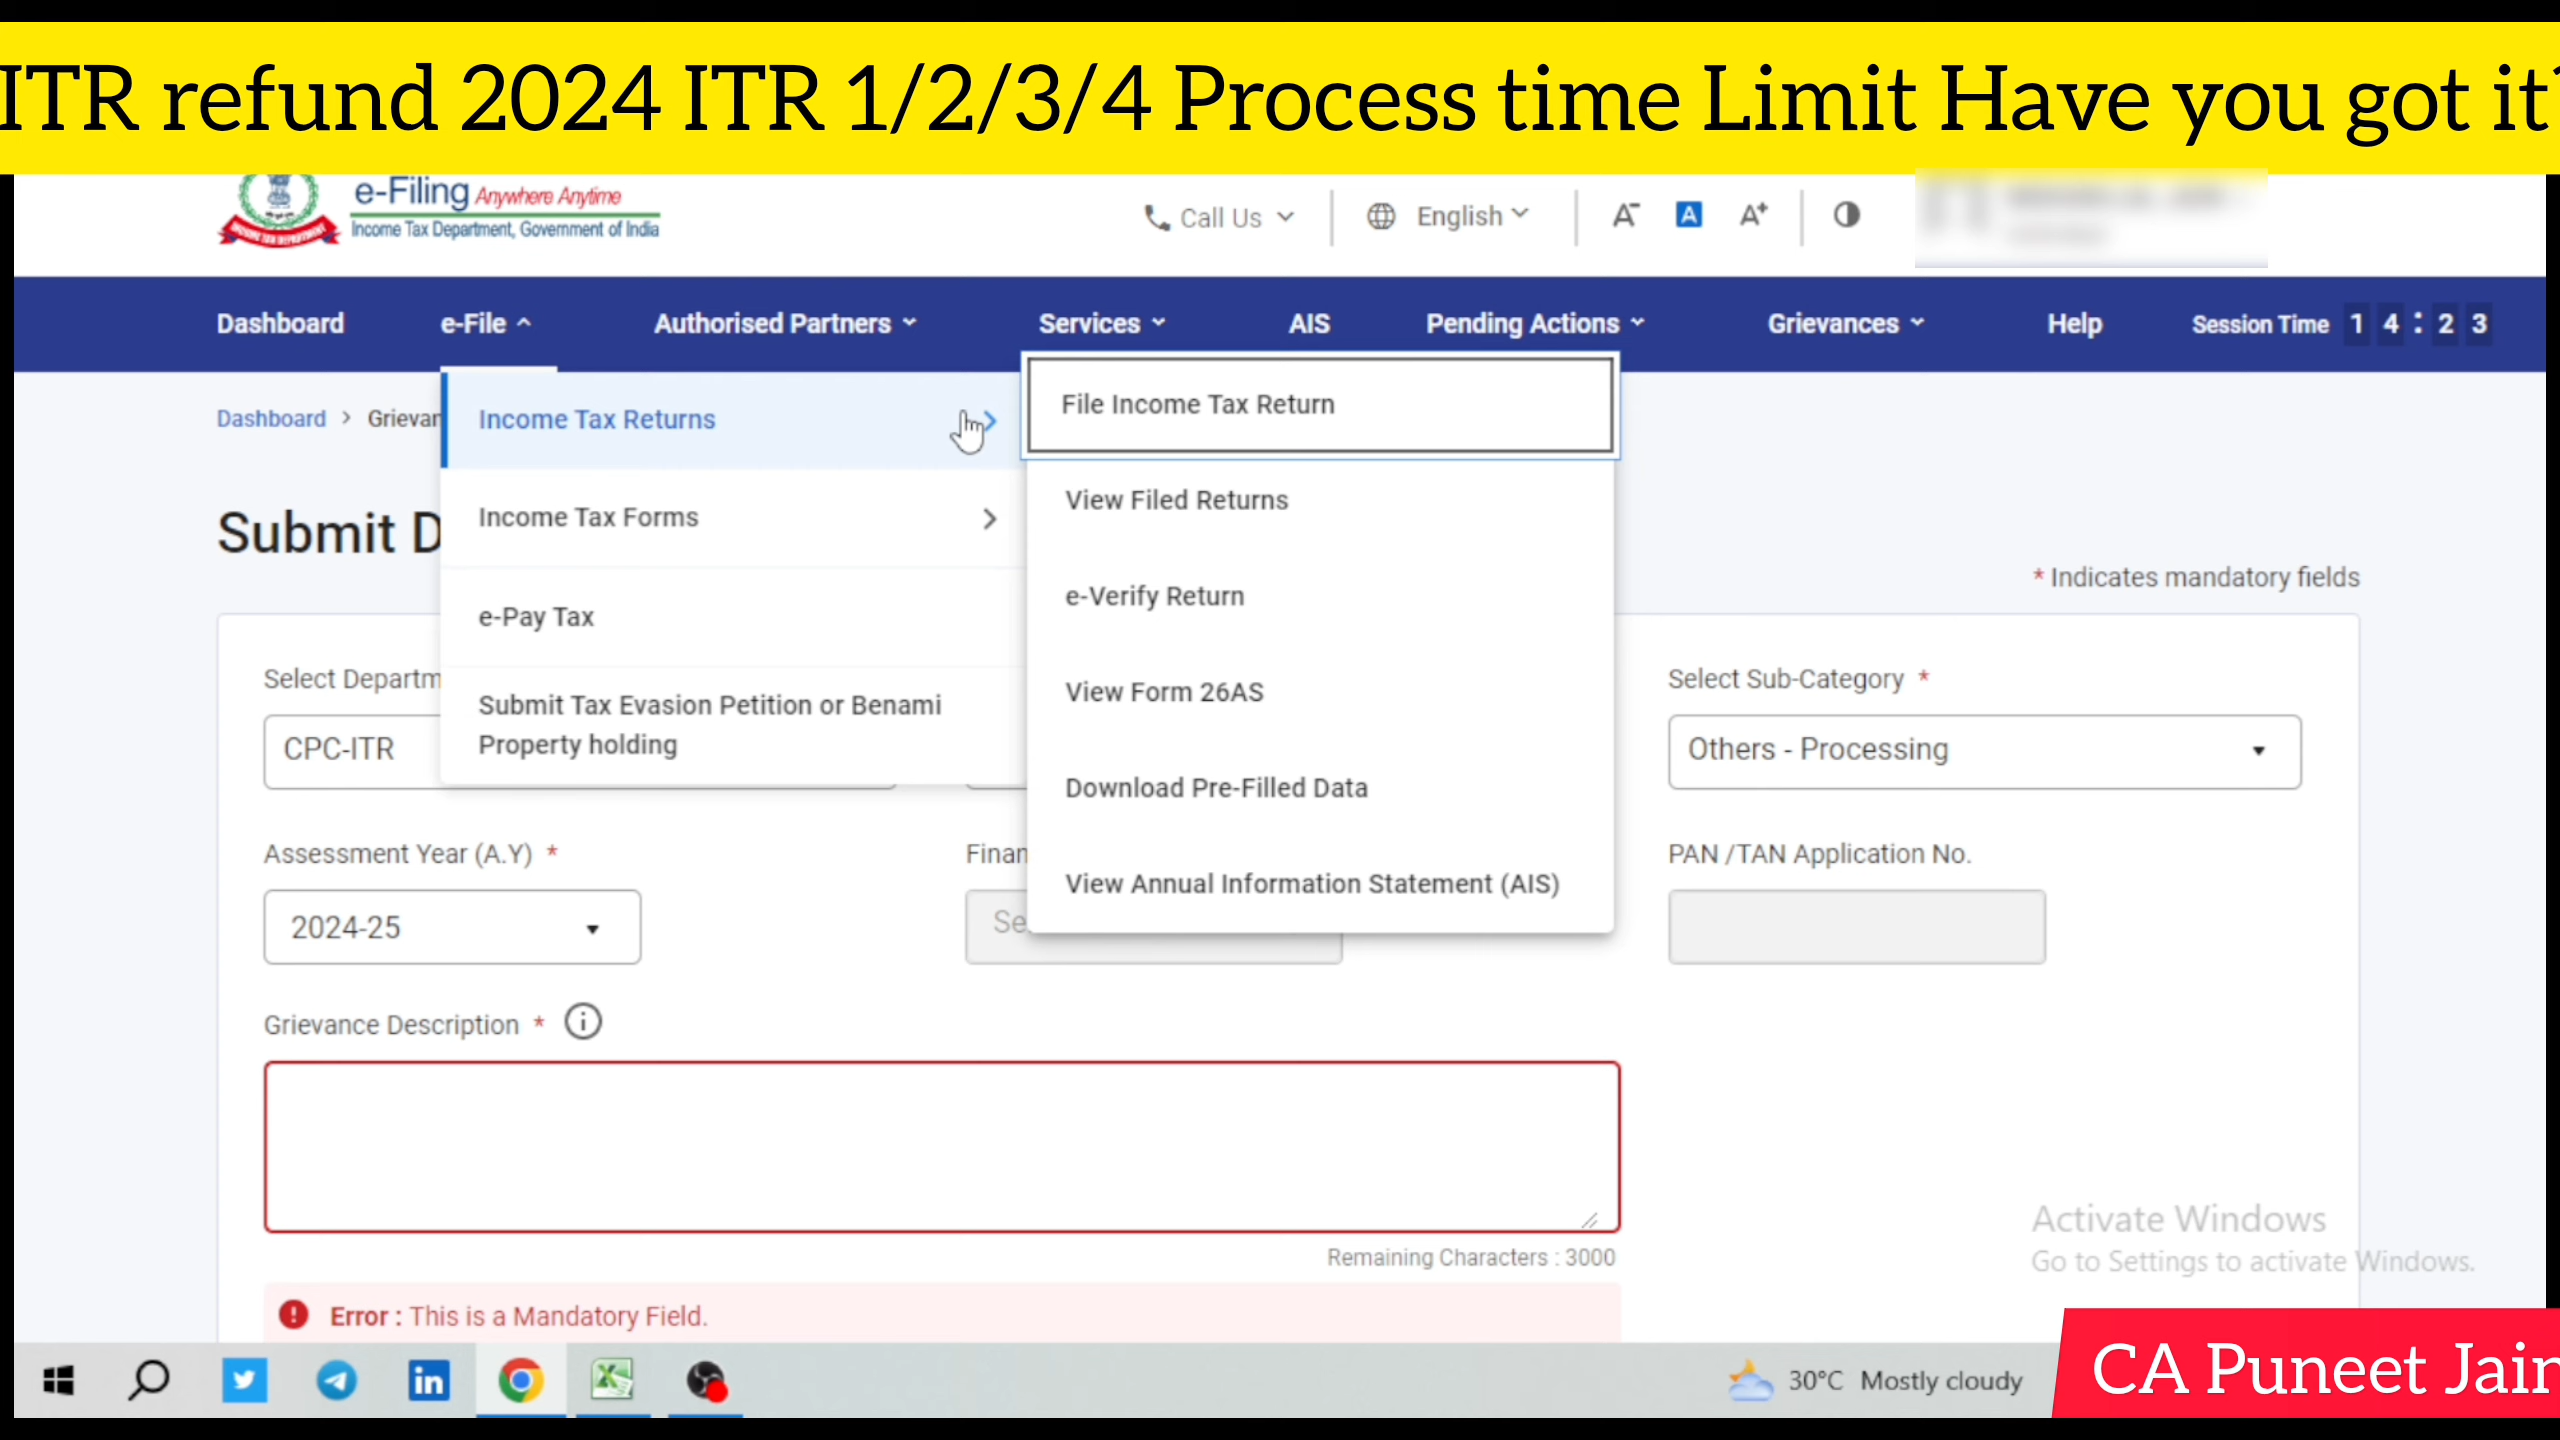 ITR refund 2024 ITR 1/2/3/4 Process time Limit Have you got it?
e-Filing Anywhere Anytime
Income Tax Department, Government of India
Call Us
English
A- A A+
Dashboard e-File Authorised Partners Services AIS Pending Actions Grievances Help Session Time 1 4 : 2 3
Dashboard > Grievan
Income Tax Returns
File Income Tax Return
View Filed Returns
Submit D
Income Tax Forms
* Indicates mandatory fields
e-Verify Return
e-Pay Tax
View Form 26AS
Select Departm
Select Sub-Category *
Submit Tax Evasion Petition or Benami
Property holding
CPC-ITR
Others - Processing
Download Pre-Filled Data
Assessment Year (A.Y) *
Finan
PAN /TAN Application No.
View Annual Information Statement (AIS)
2024-25
Se
Grievance Description *
Remaining Characters : 3000
Activate Windows
Go to Settings to activate Windows.
Error : This is a Mandatory Field.
30°C Mostly cloudy
CA Puneet Jain